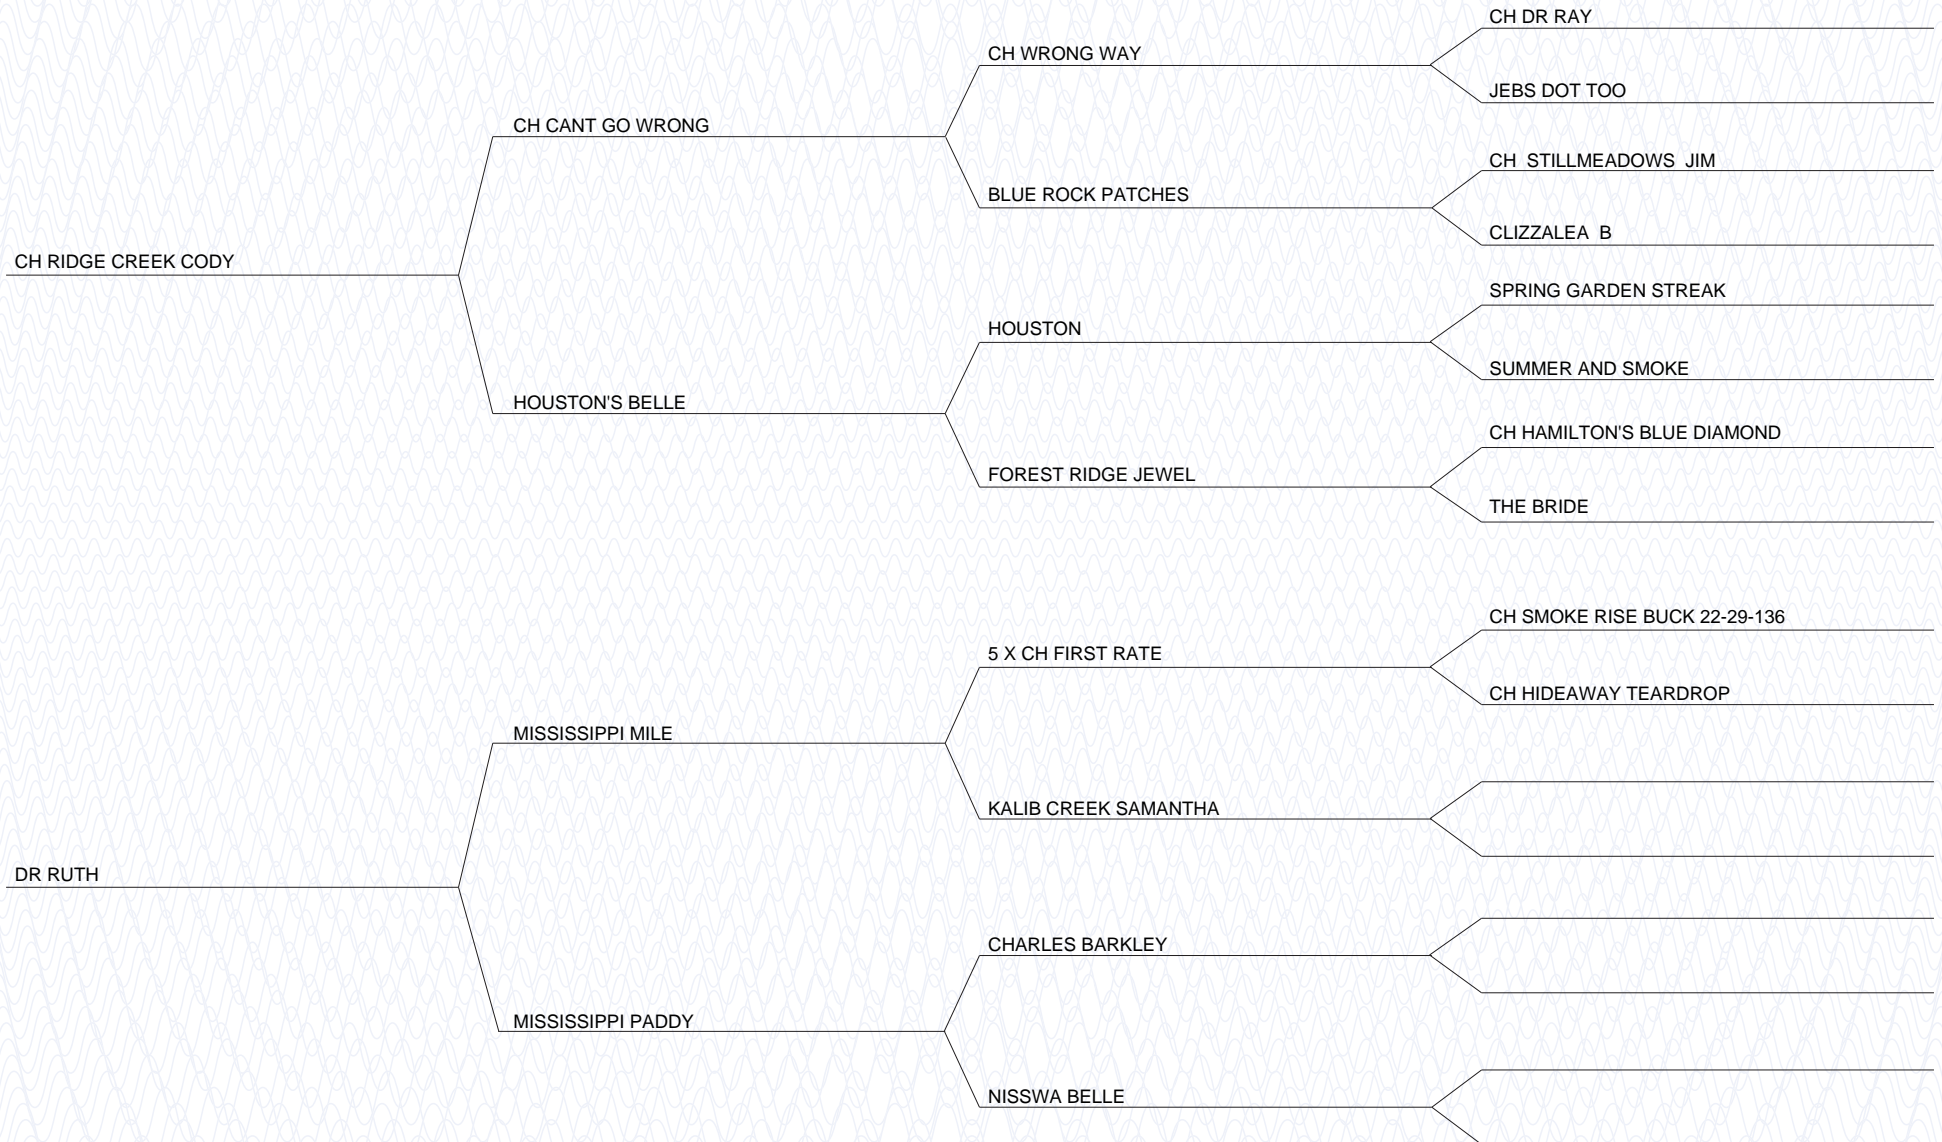 CH DR RAY
CH WRONG WAY
JEBS DOT TOO
CH CANT GO WRONG
CH  STILLMEADOWS  JIM
BLUE ROCK PATCHES
CLIZZALEA  B
CH RIDGE CREEK CODY
SPRING GARDEN STREAK
HOUSTON
SUMMER AND SMOKE
HOUSTON'S BELLE
CH HAMILTON'S BLUE DIAMOND
FOREST RIDGE JEWEL
THE BRIDE
CH SMOKE RISE BUCK 22-29-136
5 X CH FIRST RATE
CH HIDEAWAY TEARDROP
MISSISSIPPI MILE
KALIB CREEK SAMANTHA
DR RUTH
CHARLES BARKLEY
MISSISSIPPI PADDY
NISSWA BELLE